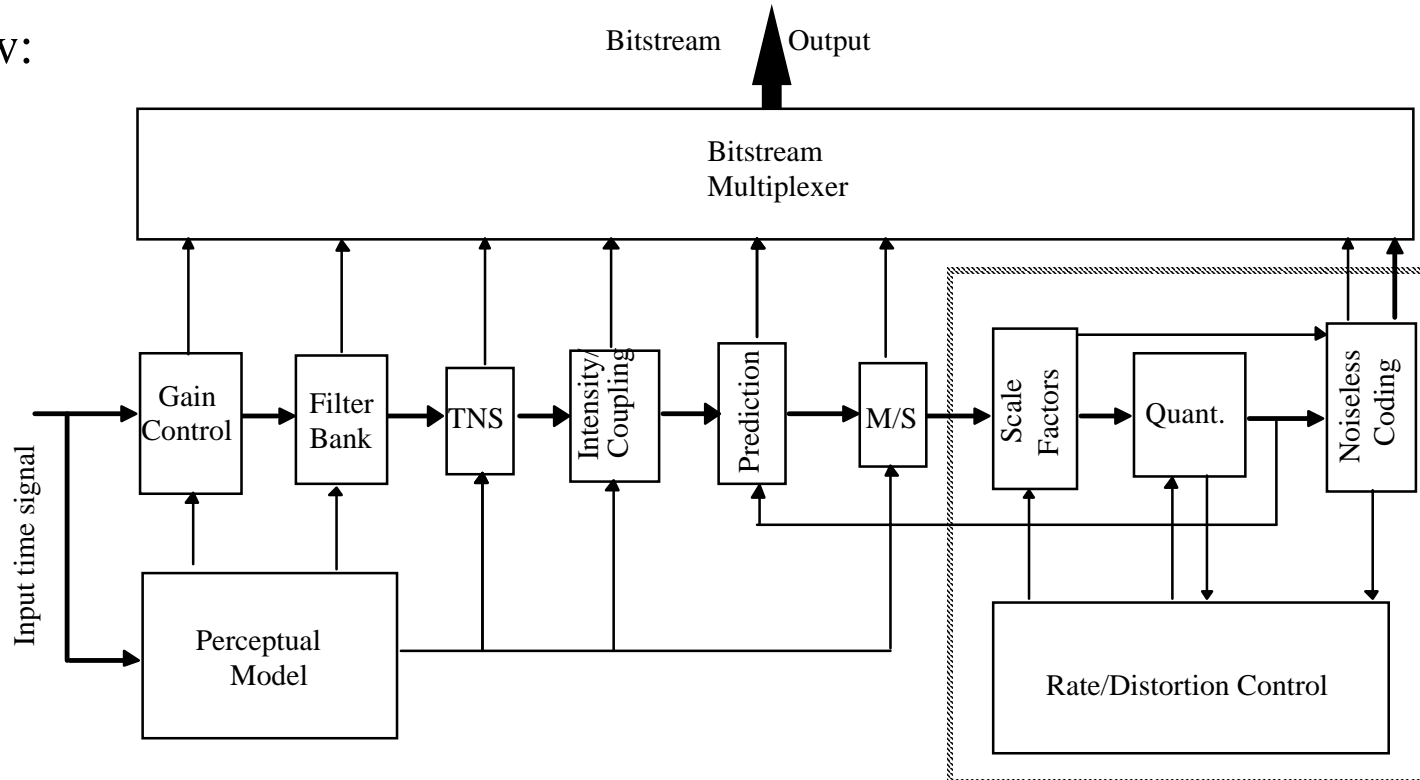 v:
Bitstream Output
Bitstream
Multiplexer
Gain
Control
Filter
Bank
TNS
Intensity/
Coupling
Prediction
M/S
Scale
Factors
Quant.
Noiseless
Coding
Input time signal
Perceptual
Model
Rate/Distortion Control